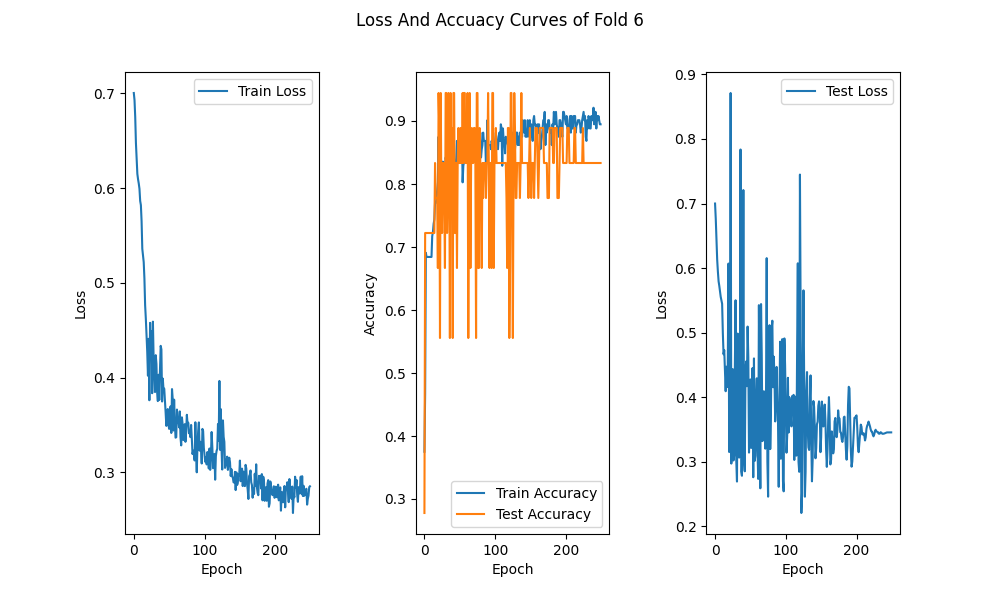 Loss And Accuacy Curves of Fold 6
Train Loss
0.7
0.6
0.5
0.4
0.3
Loss
0
100
200
Epoch
0.9
0.8
0.7
0.6
0.5
0.4
0.3
Accuracy
Train Accuracy
Test Accuracy
0
100
200
Epoch
Test Loss
0.9
0.8
0.7
0.6
0.5
0.4
0.3
0.2
Loss
0
100
200
Epoch